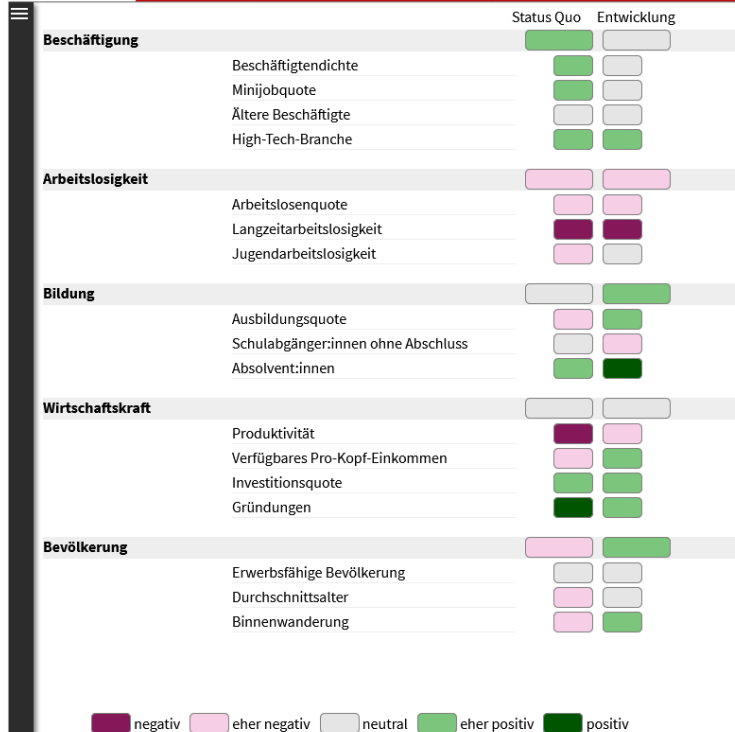 Status Quo Entwicklung
Beschäftigung
Beschäftigtendichte
Minijobquote
Ältere Beschäftigte
High-Tech-Branche
Arbeitslosigkeit
Arbeitslosenquote
Langzeitarbeitslosigkeit
Jugendarbeitslosigkeit
Bildung
Ausbildungsquote
Schulabgänger:innen ohne Abschluss
Absolvent:innen
Wirtschaftskraft
Produktivität
Verfügbares Pro-Kopf-Einkommen
Investitionsquote
Gründungen
Bevölkerung
Erwerbsfähige Bevölkerung
Durchschnittsalter
Binnenwanderung
negativ eher negativ neutral eher positiv positiv